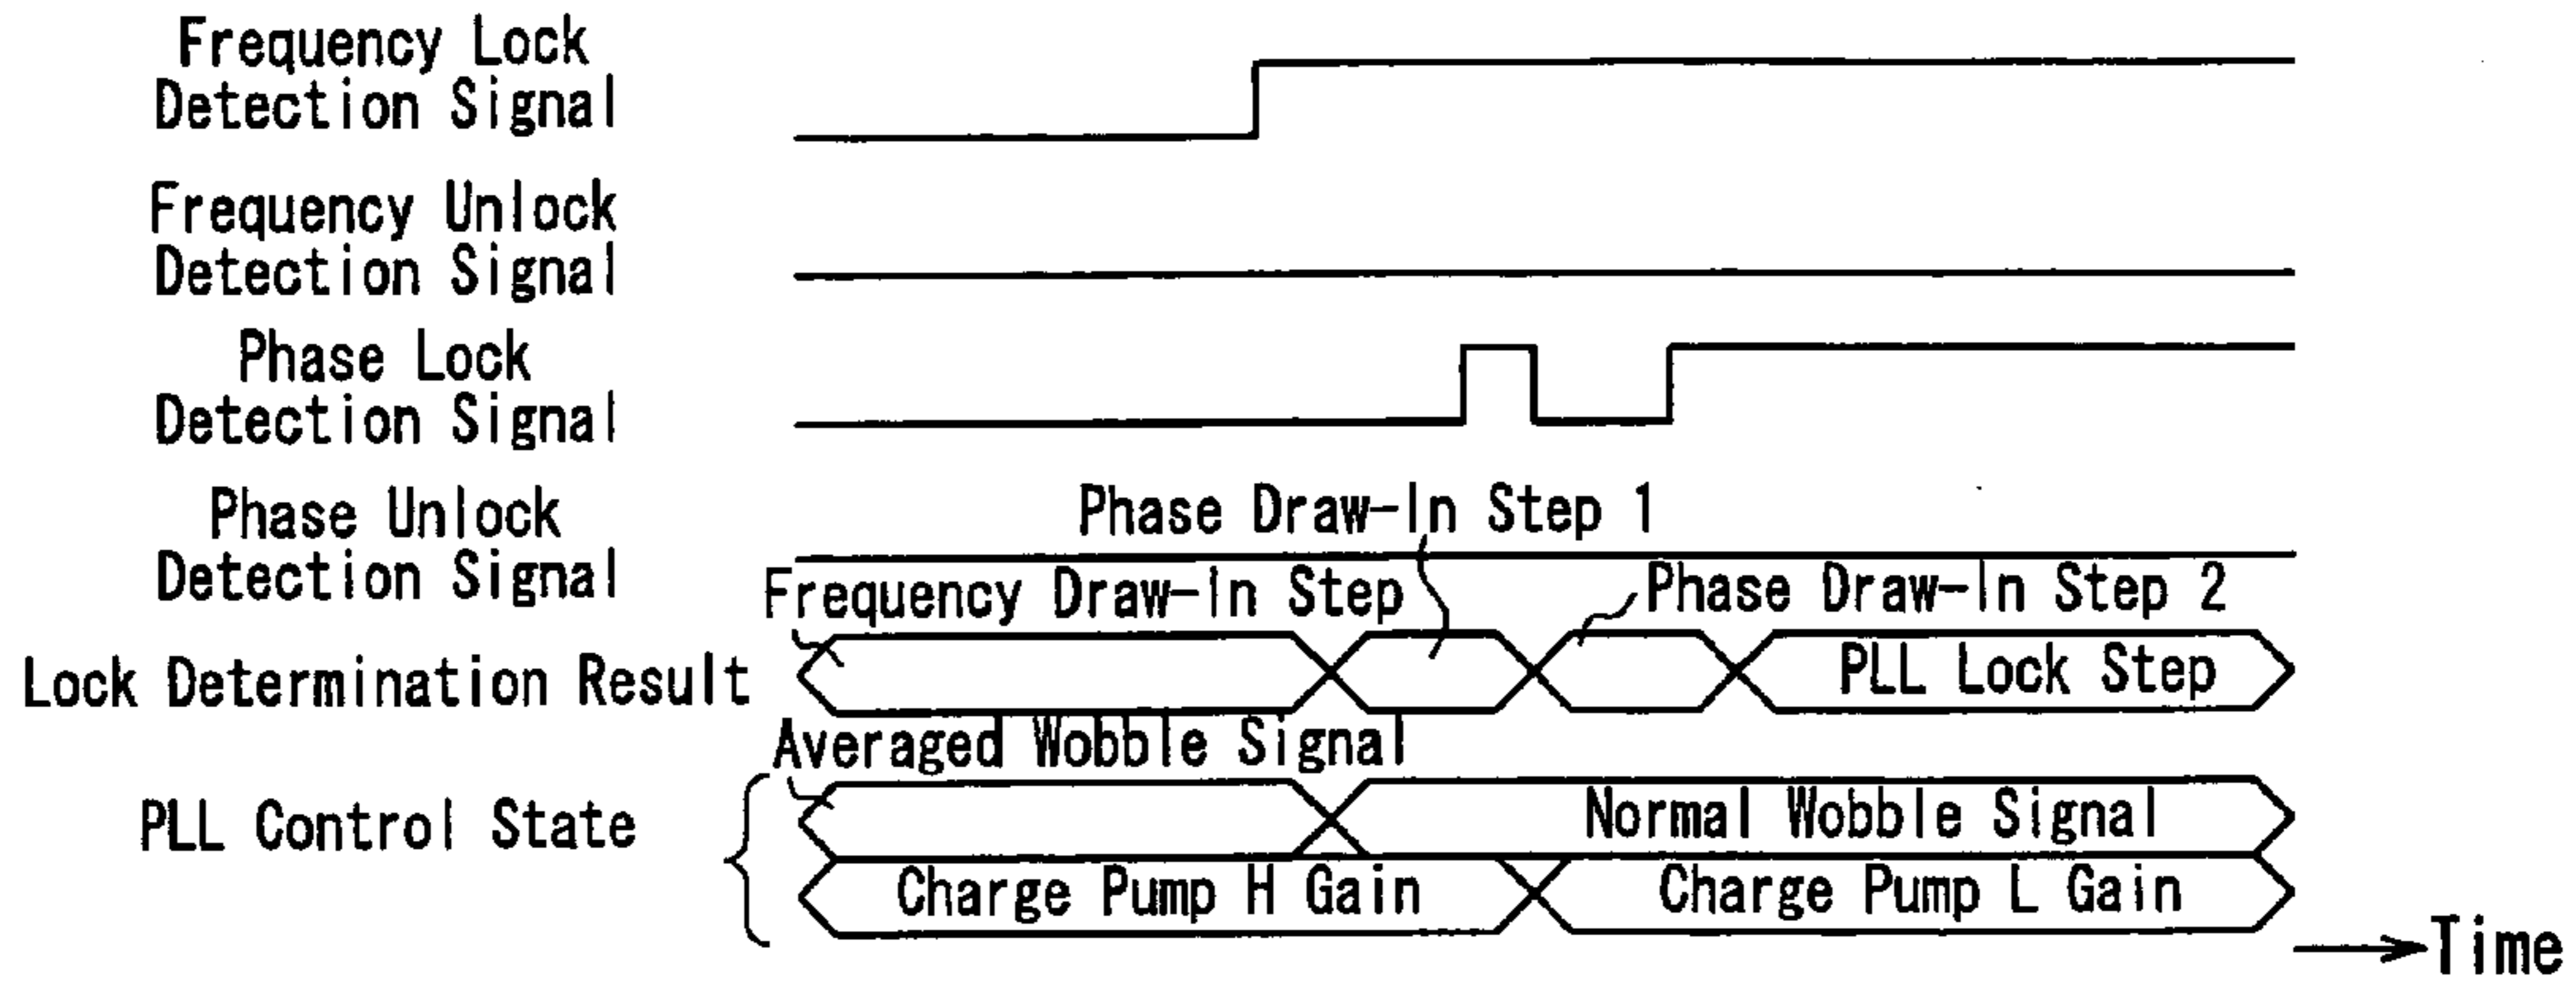 Frequency Lock
Detection Signal
Frequency Unlock
Detection Signal
Phase Lock
Detection Signal
Phase Unlock
Detection Signal
Phase Draw-In Step 1
Frequency Draw-In Step
Phase Draw-In Step 2
Lock Determination Result
PLL Lock Step
Averaged Wobble Signal
PLL Control State
Normal Wobble Signal
Charge Pump H Gain
Charge Pump L Gain
Time